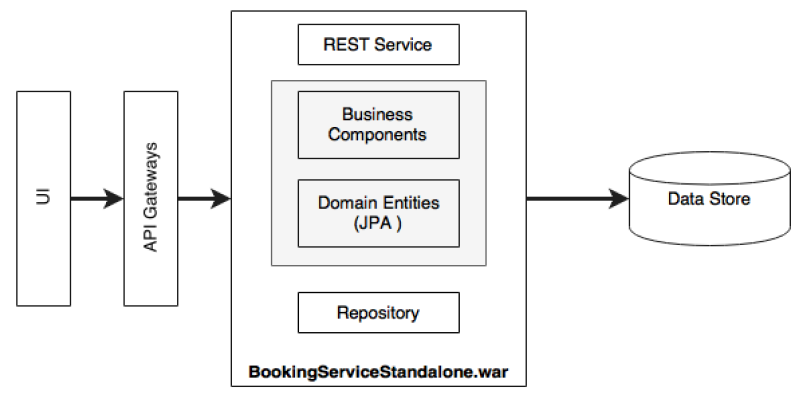 UI
API Gateways
REST Service
Business
Components
Domain Entities
(JPA )
Repository
BookingServiceStandalone.war
Data Store